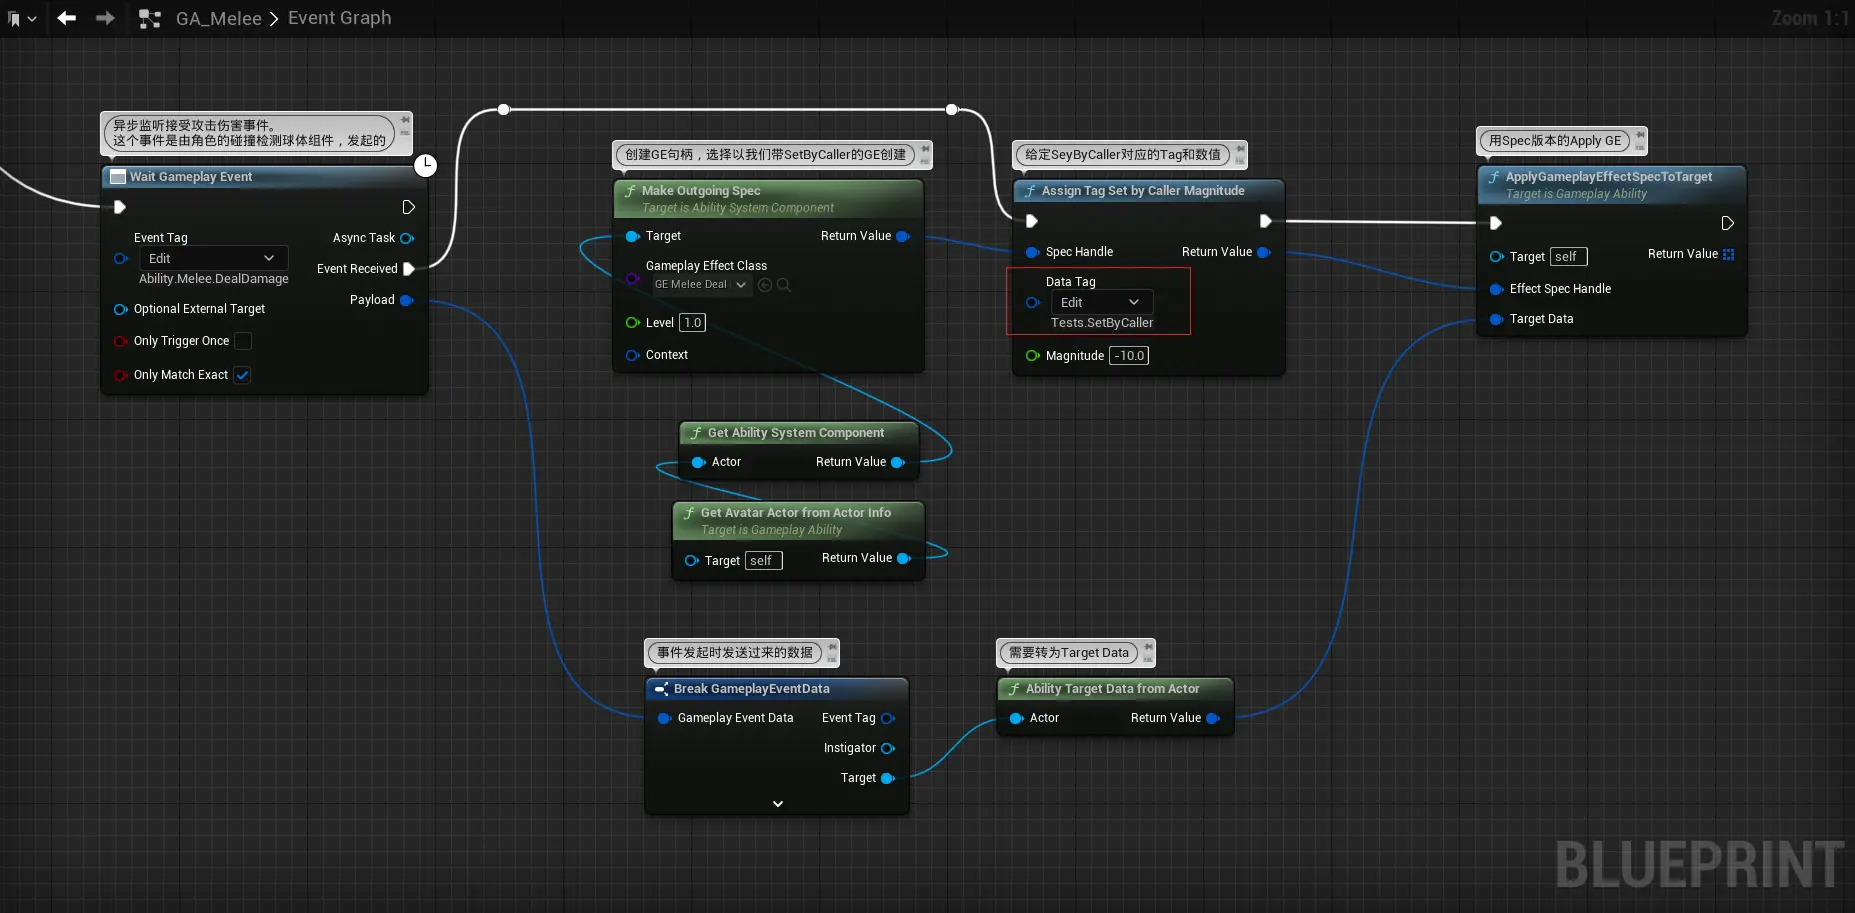 GA_Melee > Event Graph
Zoom 1:1
异步监听接受攻击伤害事件。
这个事件是由角色的碰撞检测球体组件，发起的
Wait Gameplay Event
Event Tag
Edit
Ability.Melee.DealDamage
Optional External Target
Only Trigger Once
Only Match Exact
Async Task
Event Received
Payload
创建GE句柄，选择以我们带SetByCaller的GE创建
Make Outgoing Spec
Target is Ability System Component
Target
Return Value
Gameplay Effect Class
GE Melee Deal
Level 1.0
Context
给定SeyByCaller对应的Tag和数值
Assign Tag Set by Caller Magnitude
Spec Handle
Return Value
Data Tag
Edit
Tests.SetByCaller
Magnitude -10.0
用Spec版本的Apply GE
ApplyGameplayEffectSpecToTarget
Target is Gameplay Ability
Target self
Return Value
Effect Spec Handle
Target Data
Get Ability System Component
Actor
Return Value
Get Avatar Actor from Actor Info
Target is Gameplay Ability
Target self
Return Value
事件发起时发送过来的数据
Break GameplayEventData
Gameplay Event Data
Event Tag
Instigator
Target
需要转为Target Data
Ability Target Data from Actor
Actor
Return Value
BLUEPRINT